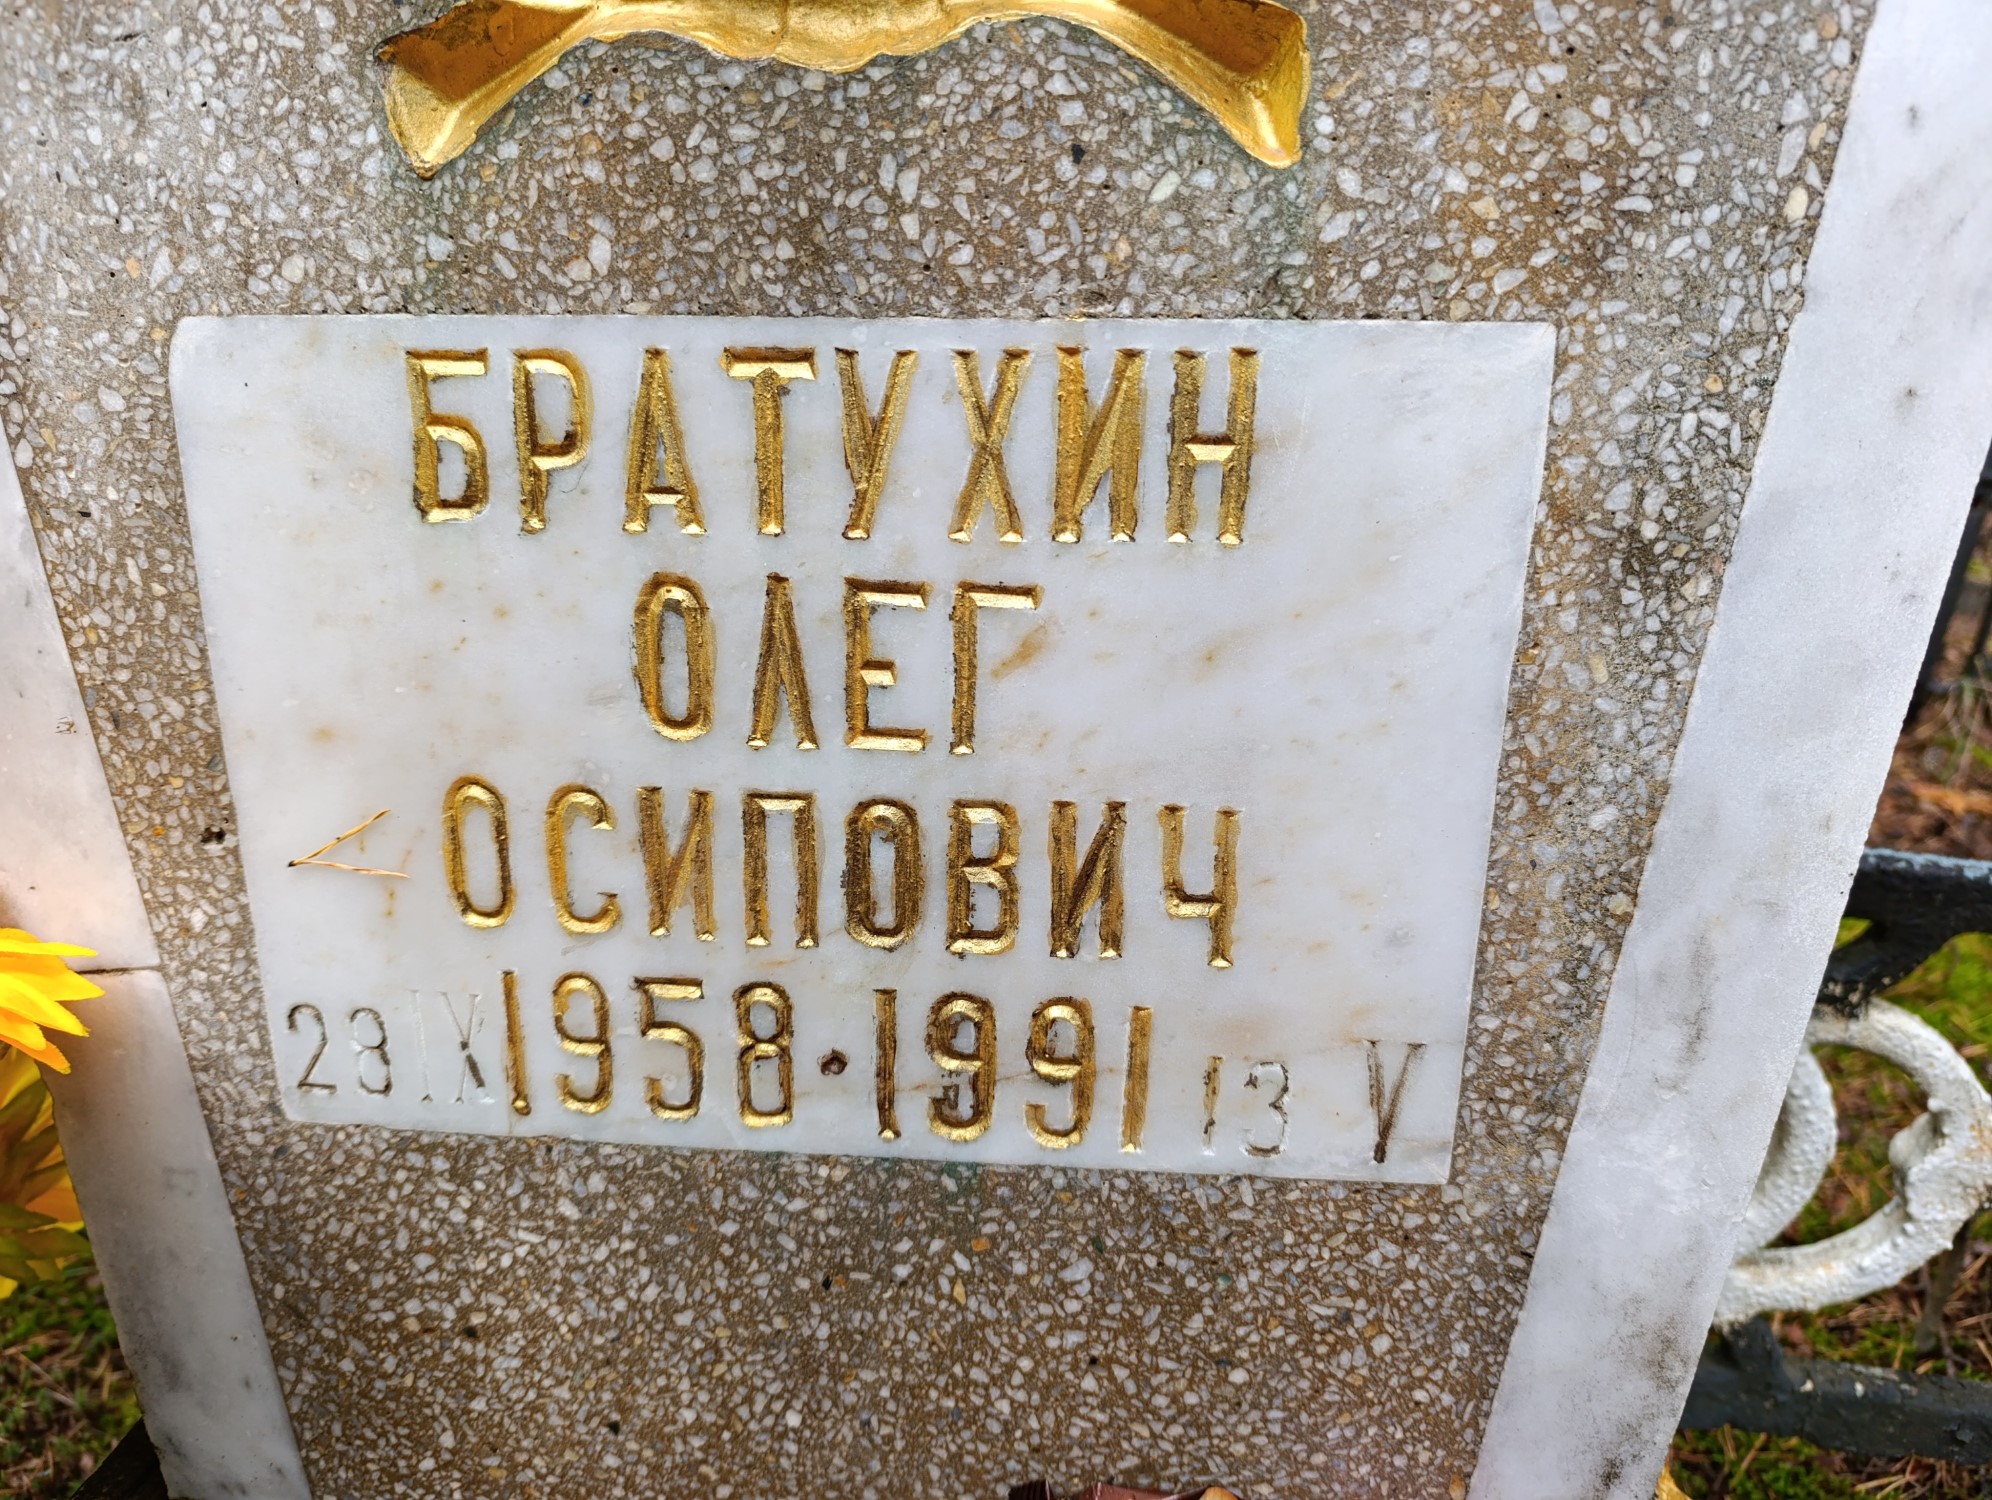 БРАТУХИН
ОЛЕГ
ОСИПОВИЧ
28 IX 1958·1991 13 V